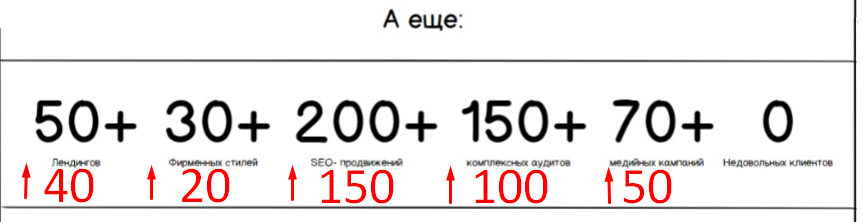 А еще:
50+ 30+ 200+ 150+ 70+ 0
Лендингов Фирменных стилей SEO- продвижений комплексных аудитов медийных кампаний Недовольных клиентов
↑ 40 ↑ 20 ↑ 150 ↑ 100 ↑ 50